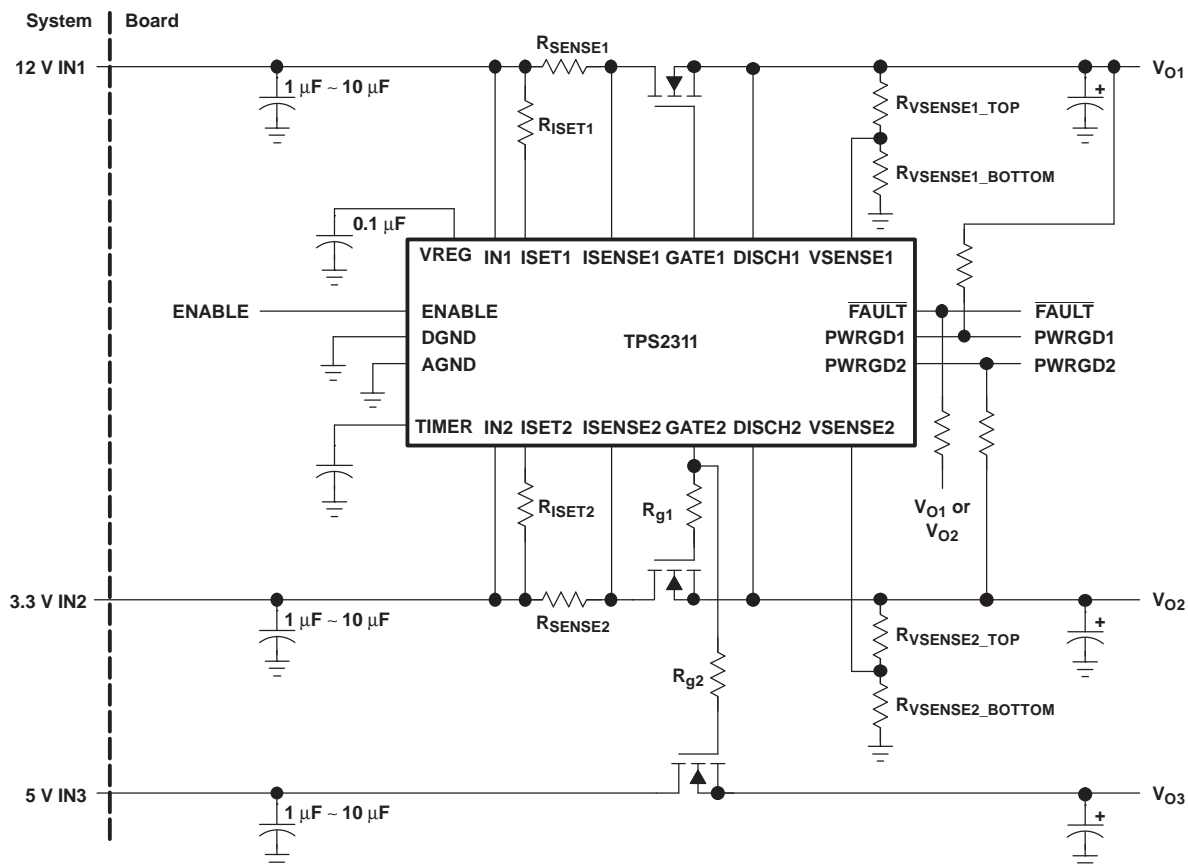 System Board
R_SENSE1
12 V IN1
V_O1
1 μF ~ 10 μF
+
R_VSENSE1_TOP
R_ISET1
R_VSENSE1_BOTTOM
0.1 μF
VREG IN1 ISET1 ISENSE1 GATE1 DISCH1 VSENSE1
ENABLE ENABLE FAULT FAULT
DGND TPS2311 PWRGD1 PWRGD1
AGND PWRGD2 PWRGD2
TIMER IN2 ISET2 ISENSE2 GATE2 DISCH2 VSENSE2
R_ISET2
R_g1
V_O1 or
V_O2
3.3 V IN2
V_O2
1 μF ~ 10 μF
R_SENSE2
+
R_VSENSE2_TOP
R_g2
R_VSENSE2_BOTTOM
5 V IN3
V_O3
1 μF ~ 10 μF
+